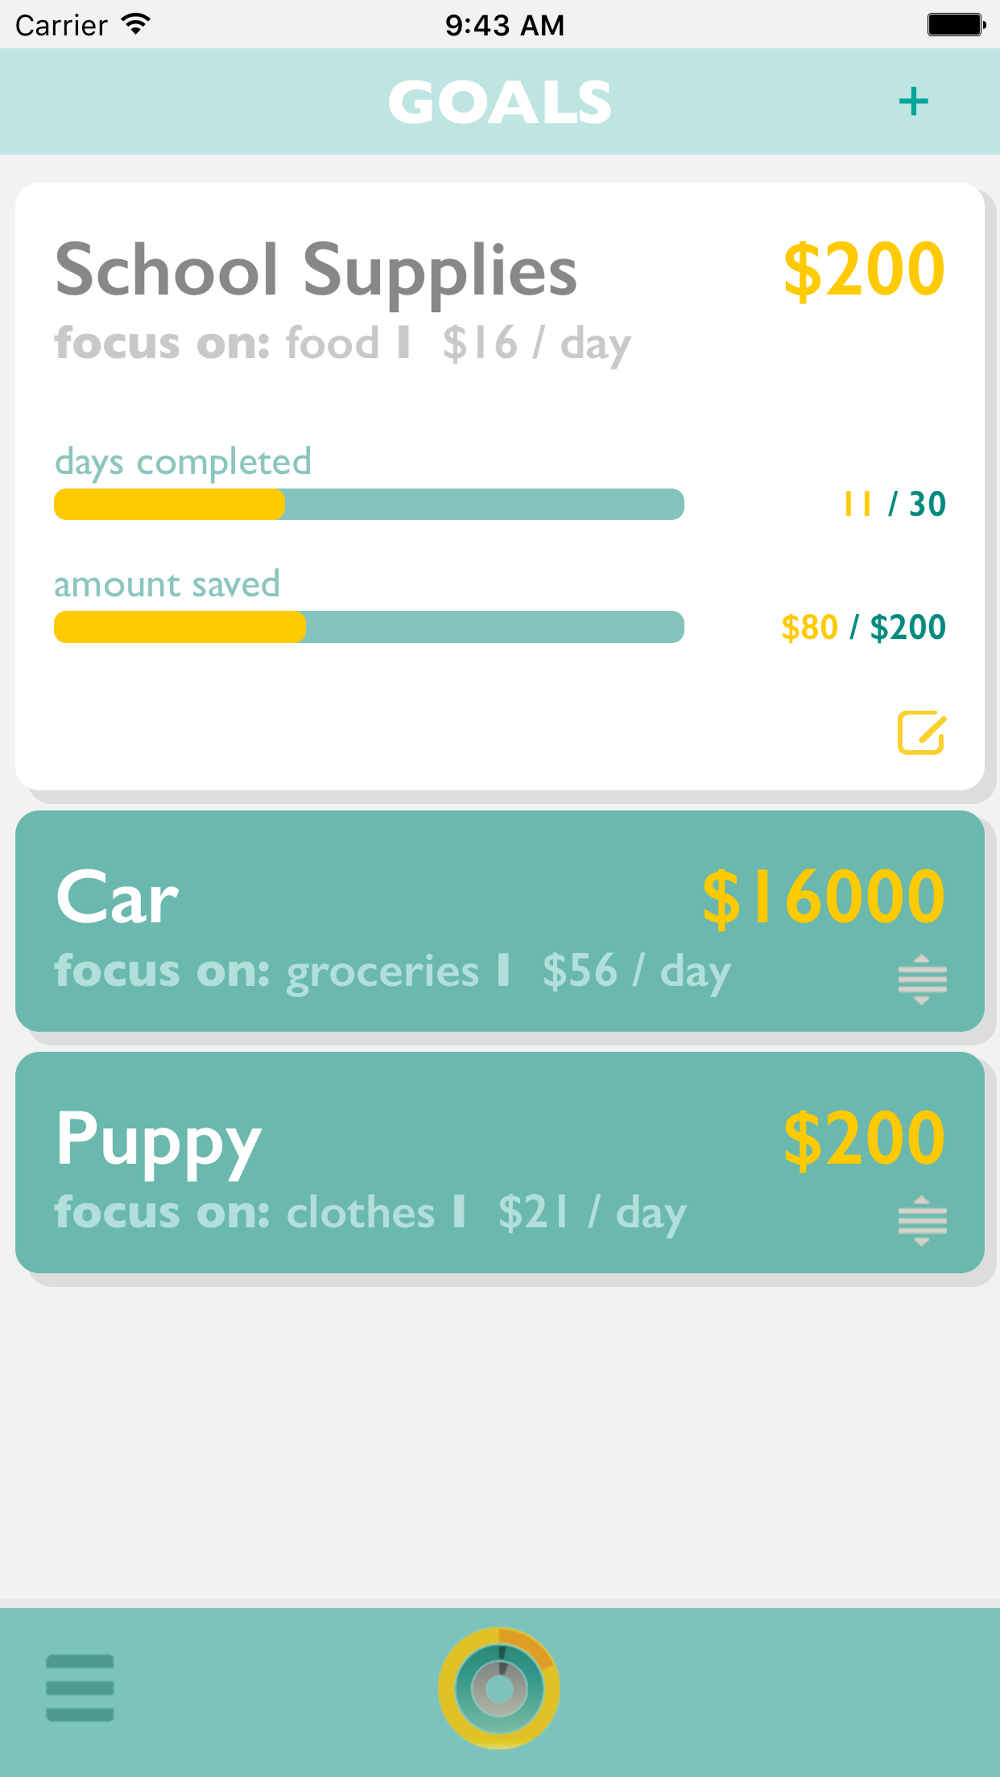 Carrier 9:43 AM
GOALS +
School Supplies $200
focus on: food I $16 / day
days completed
11 / 30
amount saved
$80 / $200
Car $16000
focus on: groceries I $56 / day
Puppy $200
focus on: clothes I $21 / day